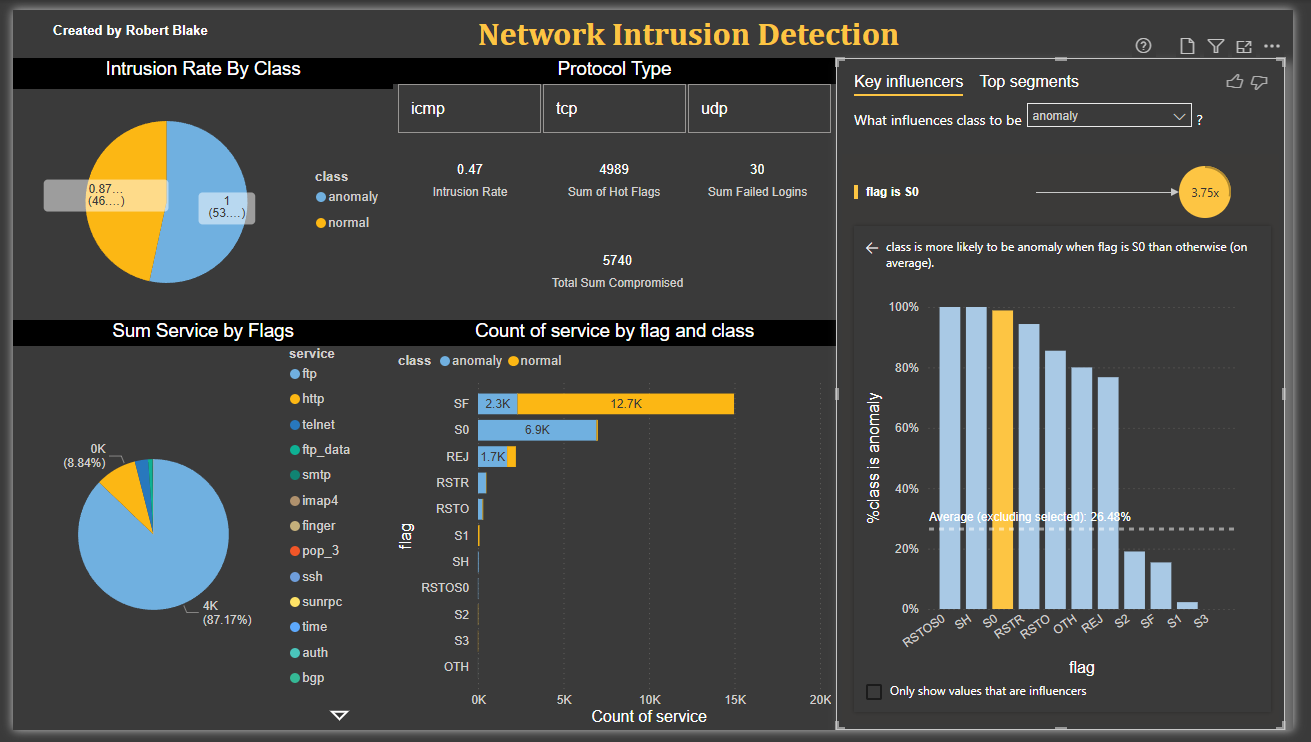 Created by Robert Blake
Network Intrusion Detection
Intrusion Rate By Class
0.87...
(46....)
1
(53....)
class
anomaly
normal
Protocol Type
icmp
tcp
udp
0.47
Intrusion Rate
4989
Sum of Hot Flags
30
Sum Failed Logins
5740
Total Sum Compromised
Sum Service by Flags
0K
(8.84%)
4K
(87.17%)
service
ftp
http
telnet
ftp_data
smtp
imap4
finger
pop_3
ssh
sunrpc
time
auth
bgp
Count of service by flag and class
class anomaly normal
flag
SF 2.3K 12.7K
S0 6.9K
REJ 1.7K
RSTR
RSTO
S1
SH
RSTOS0
S2
S3
OTH
0K 5K 10K 15K 20K
Count of service
Key influencers Top segments
What influences class to be anomaly ?
flag is S0
3.75x
class is more likely to be anomaly when flag is S0 than otherwise (on
average).
%class is anomaly
100%
80%
60%
40%
Average (excluding selected): 26.48%
20%
0%
RSTOS0 SH S0 RSTR RSTO OTH REJ S2 SF S1 S3
flag
Only show values that are influencers